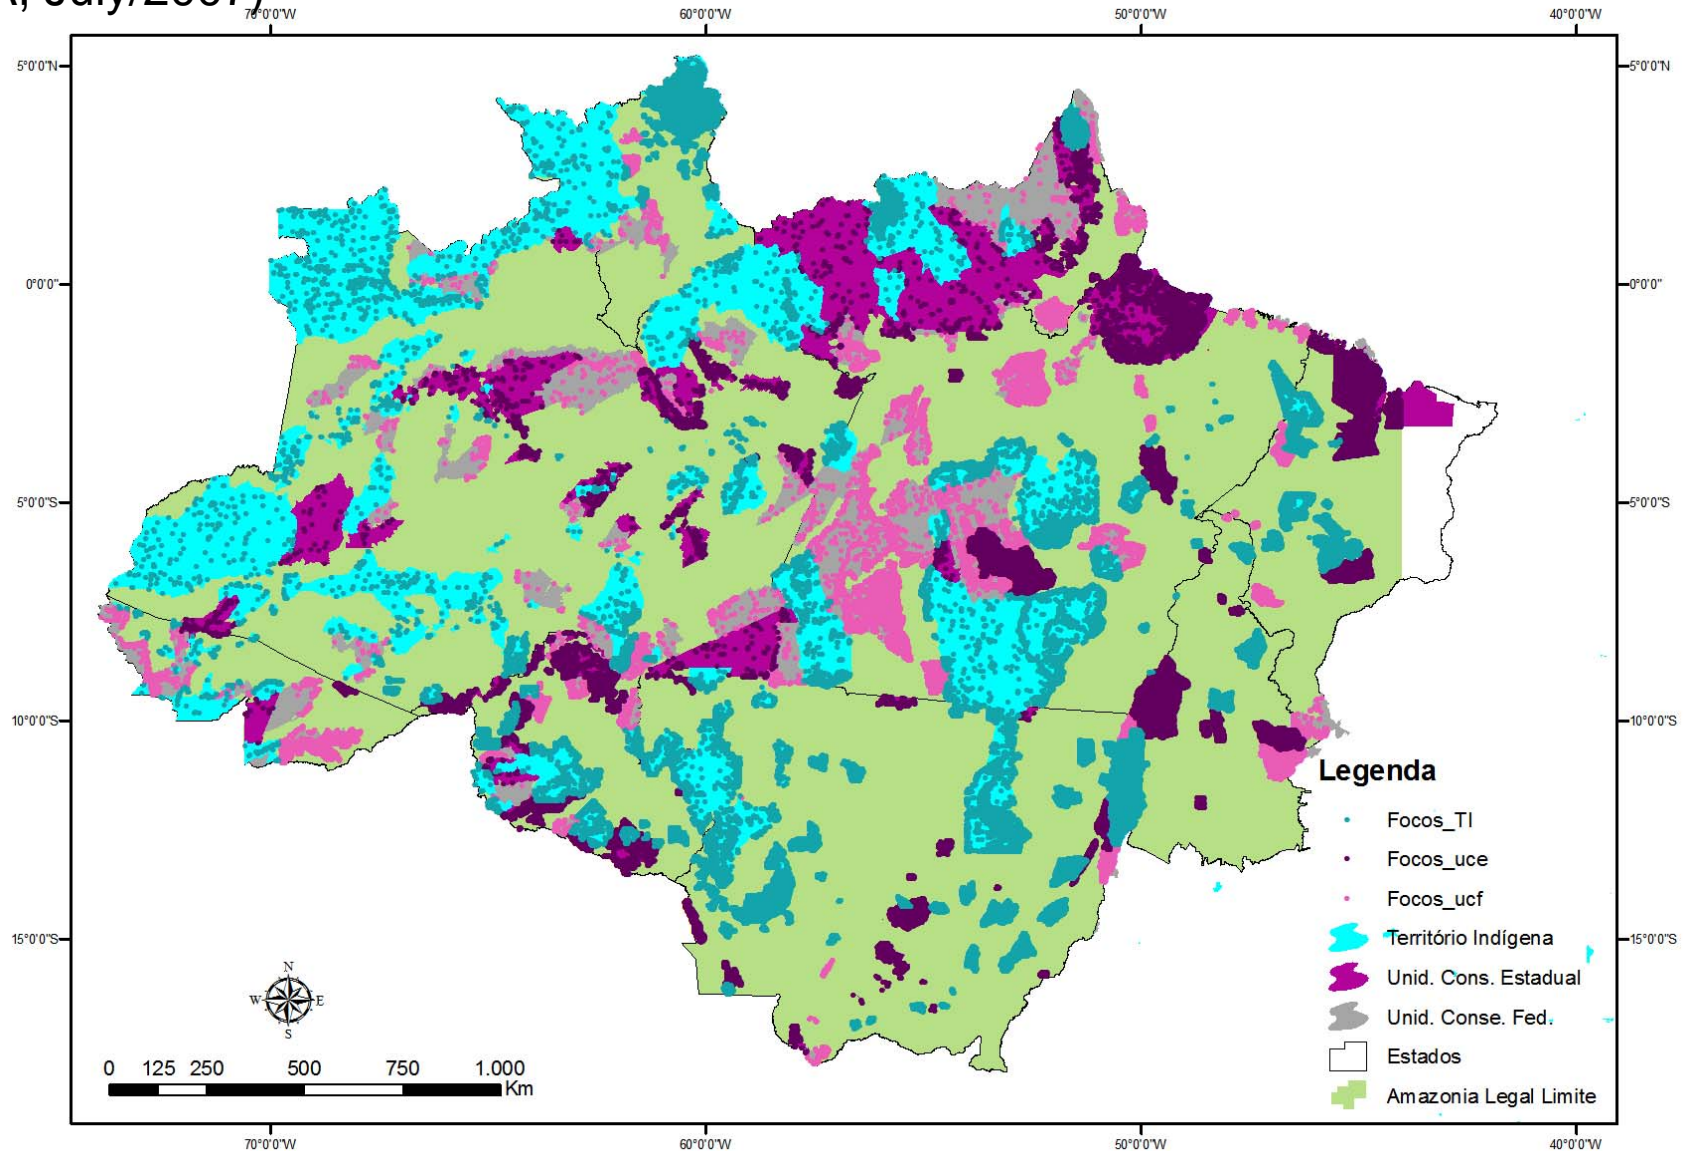 , July/2007)
70°0'0"W 60°0'0"W 50°0'0"W 40°0'0"W
5°0'0"N 5°0'0"N
0°0'0" 0°0'0"
5°0'0"S 5°0'0"S
10°0'0"S 10°0'0"S
Legenda
Focos_TI
Focos_uce
Focos_ucf
15°0'0"S Território Indígena 15°0'0"S
Unid. Cons. Estadual
Unid. Conse. Fed.
Estados
Amazonia Legal Limite
N
W E
S
0 125 250 500 750 1.000
Km
70°0'0"W 60°0'0"W 50°0'0"W 40°0'0"W